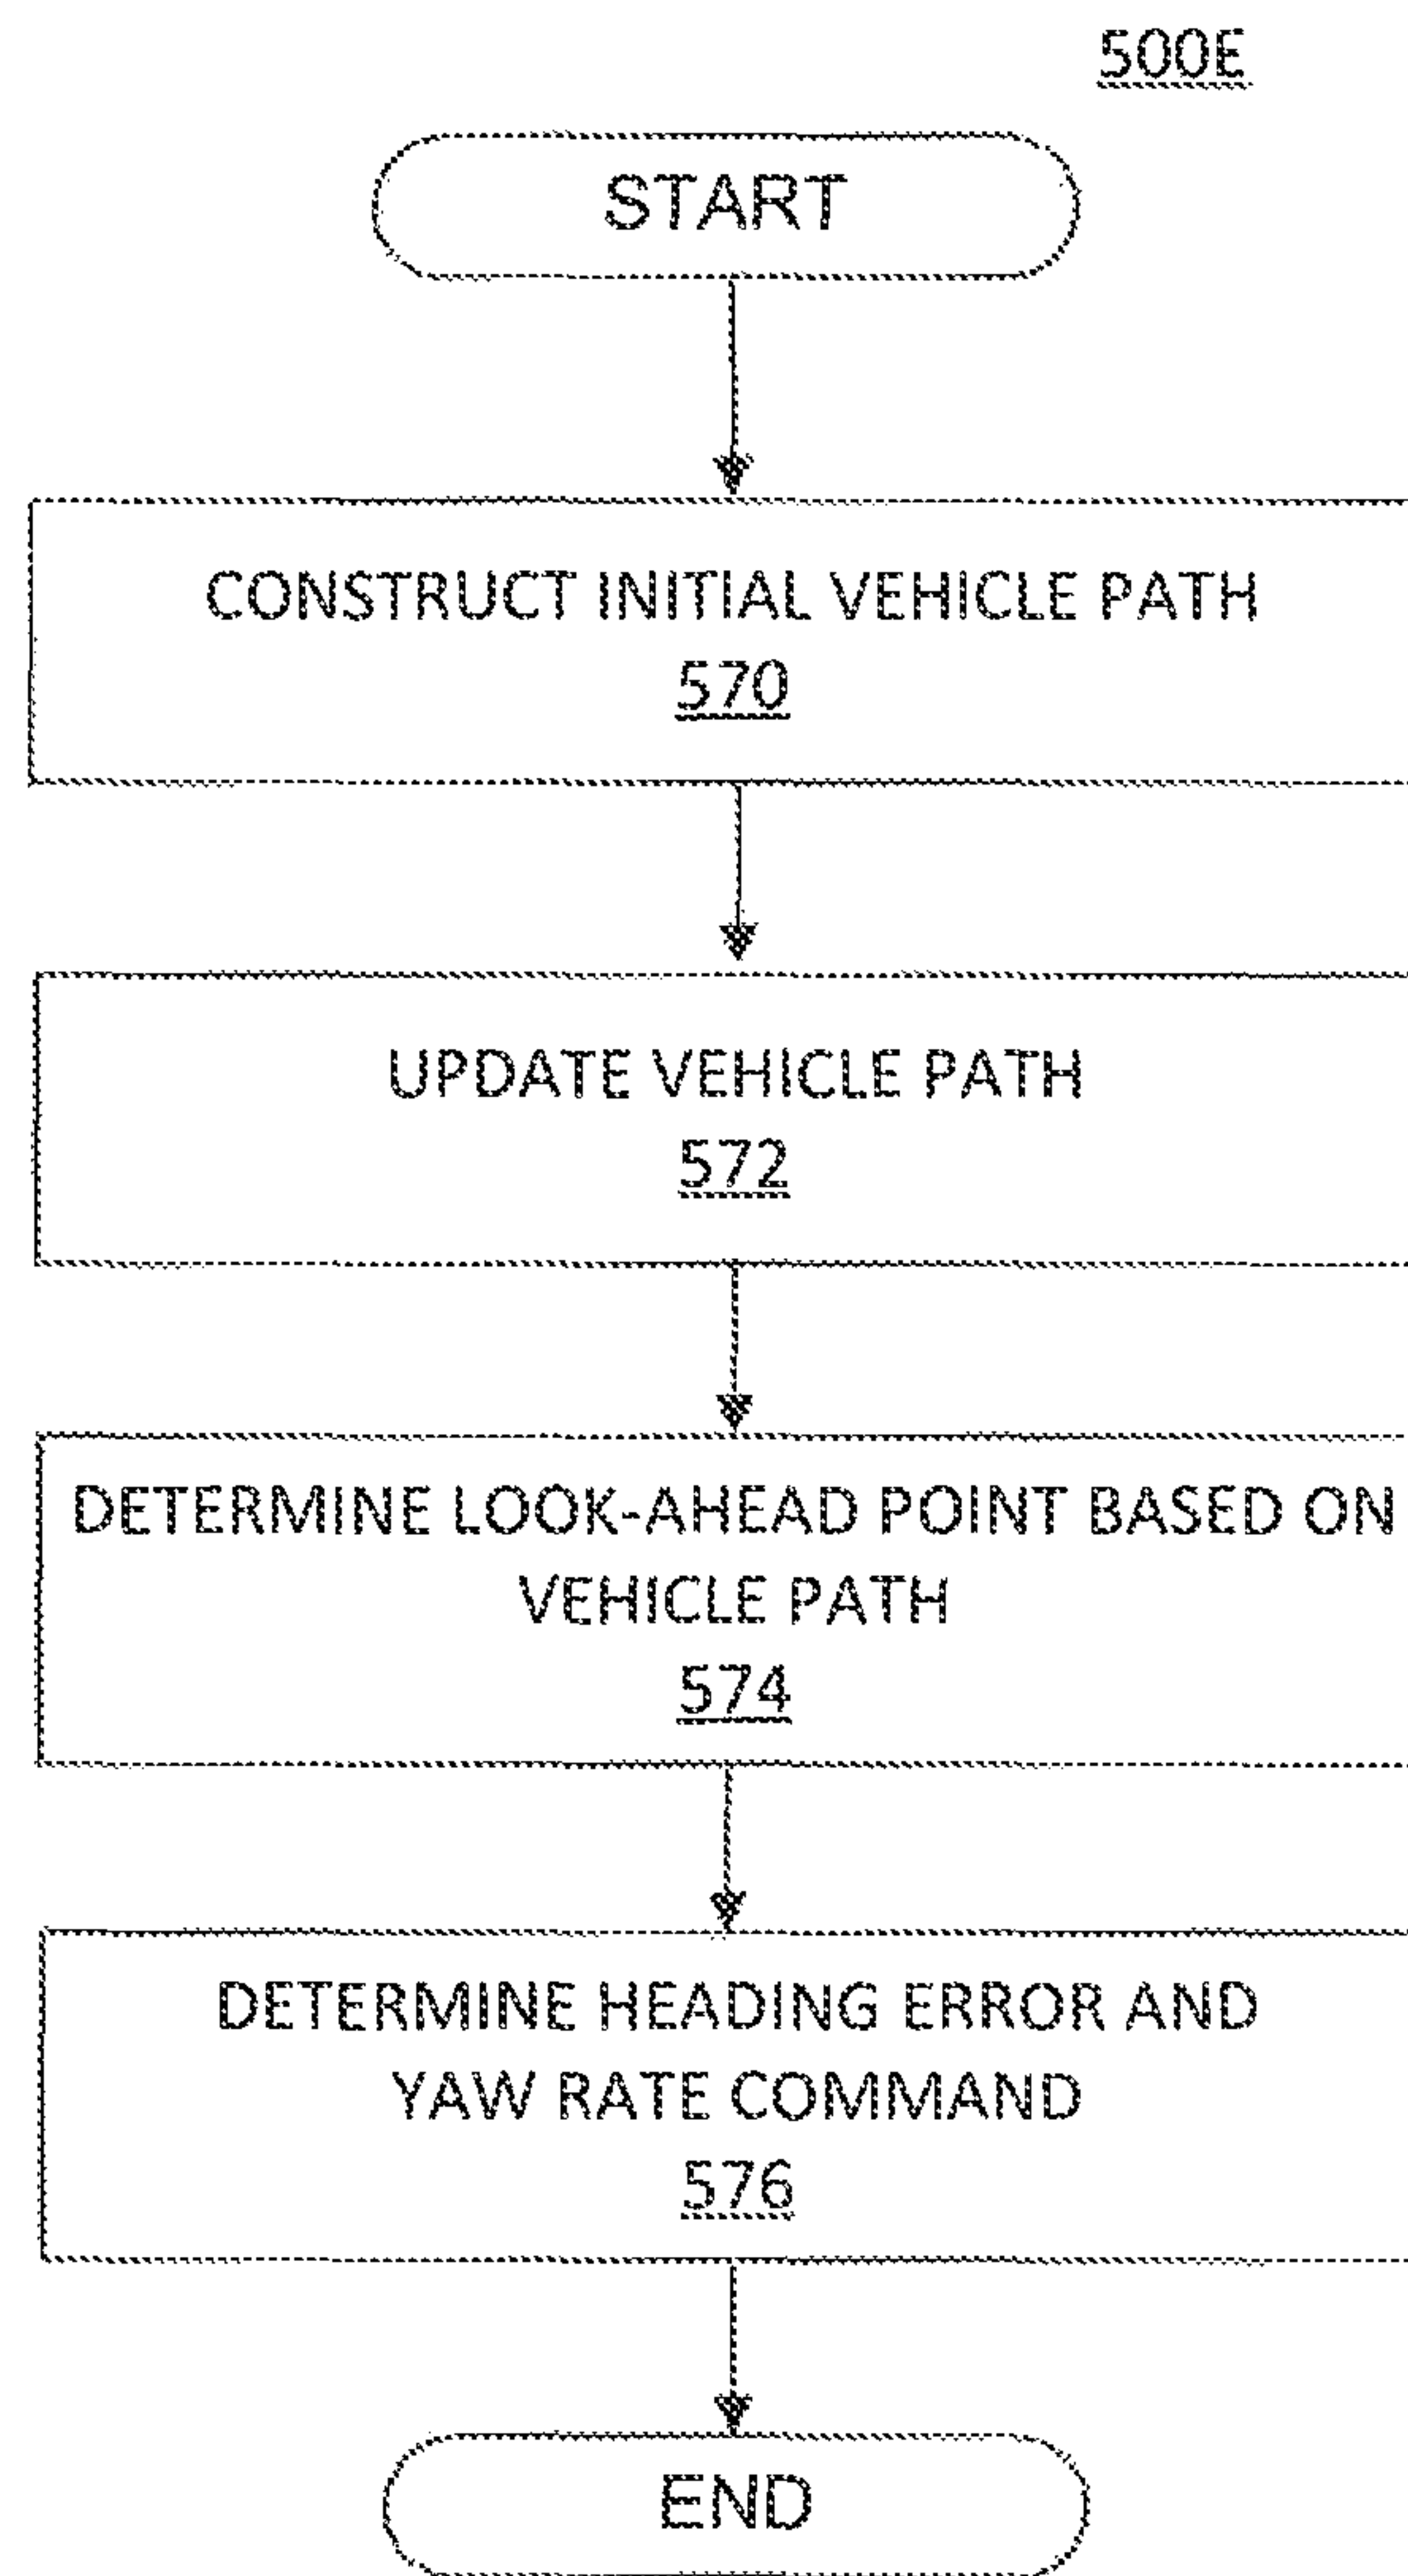 500E
START
CONSTRUCT INITIAL VEHICLE PATH
570
UPDATE VEHICLE PATH
572
DETERMINE LOOK-AHEAD POINT BASED ON
VEHICLE PATH
574
DETERMINE HEADING ERROR AND
YAW RATE COMMAND
576
END